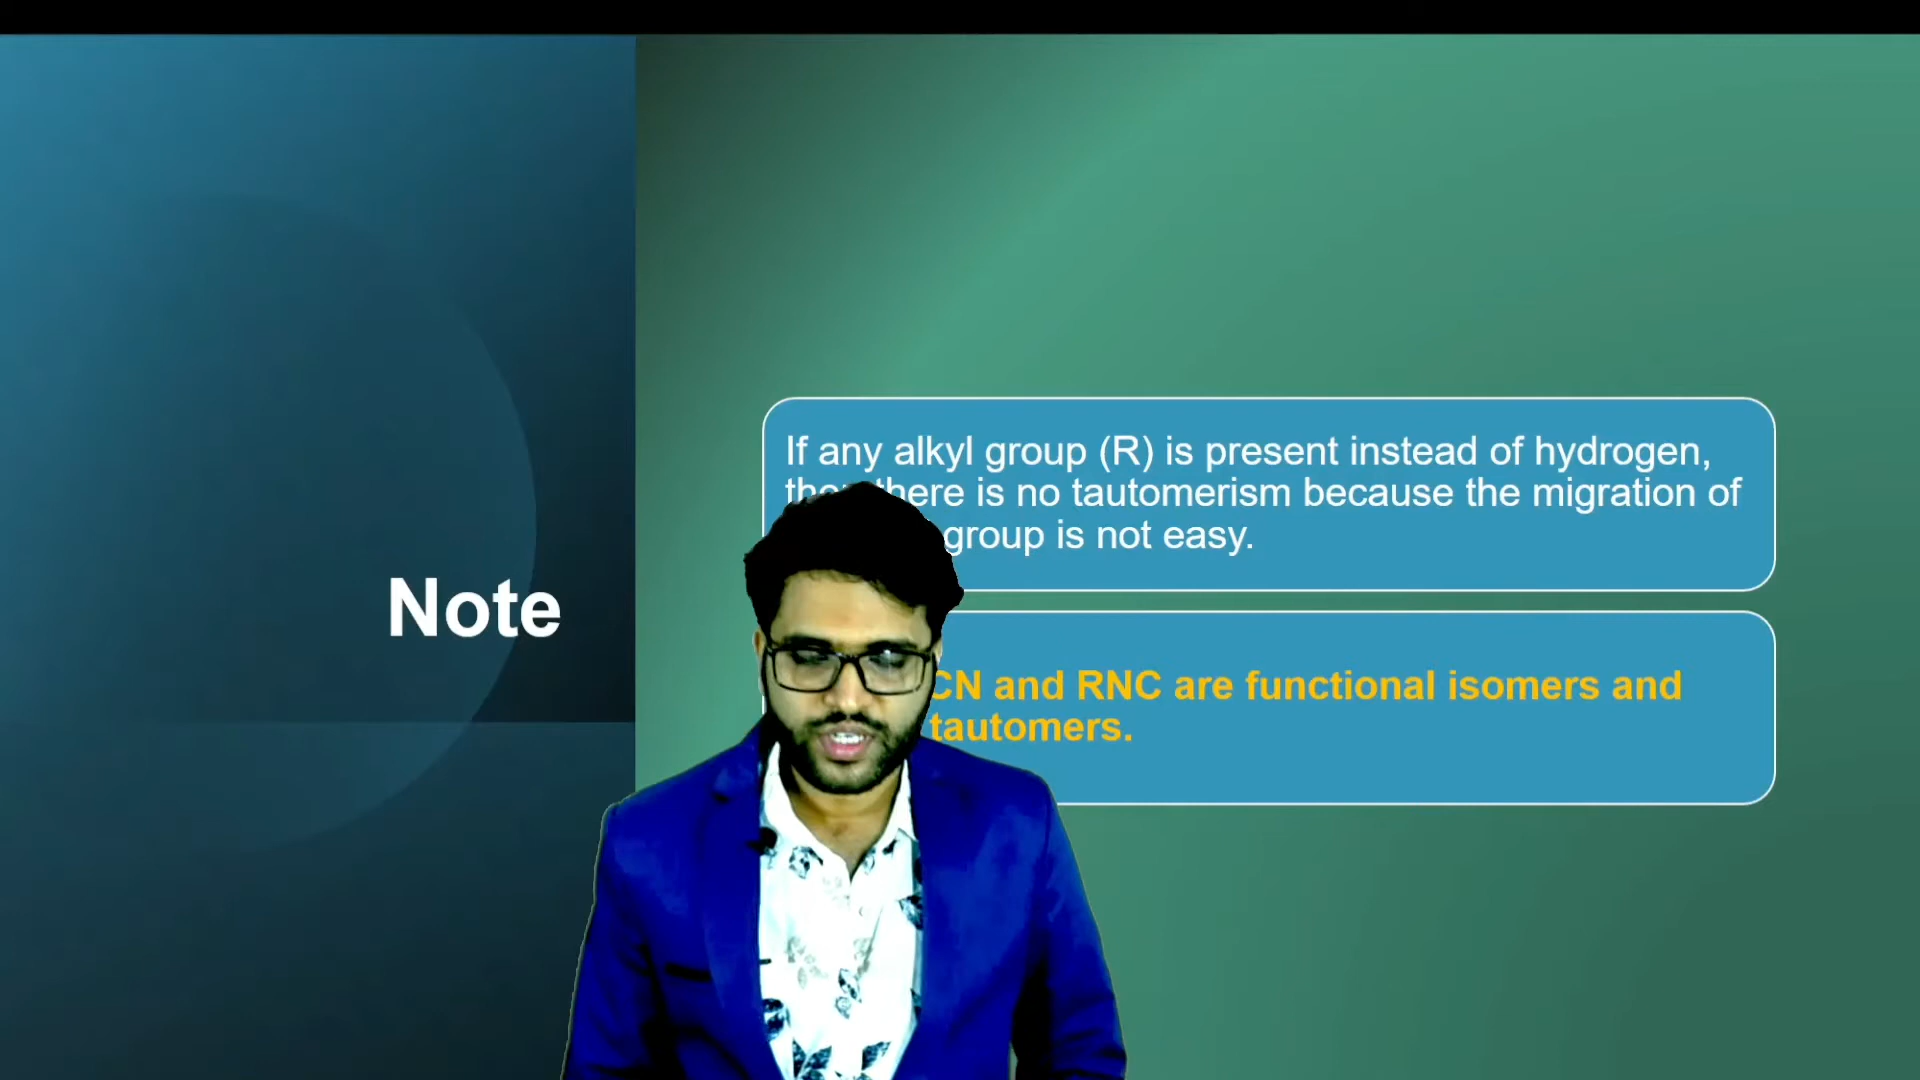 Note
If any alkyl group (R) is present instead of hydrogen,
then there is no tautomerism because the migration of
group is not easy.
CN and RNC are functional isomers and
tautomers.